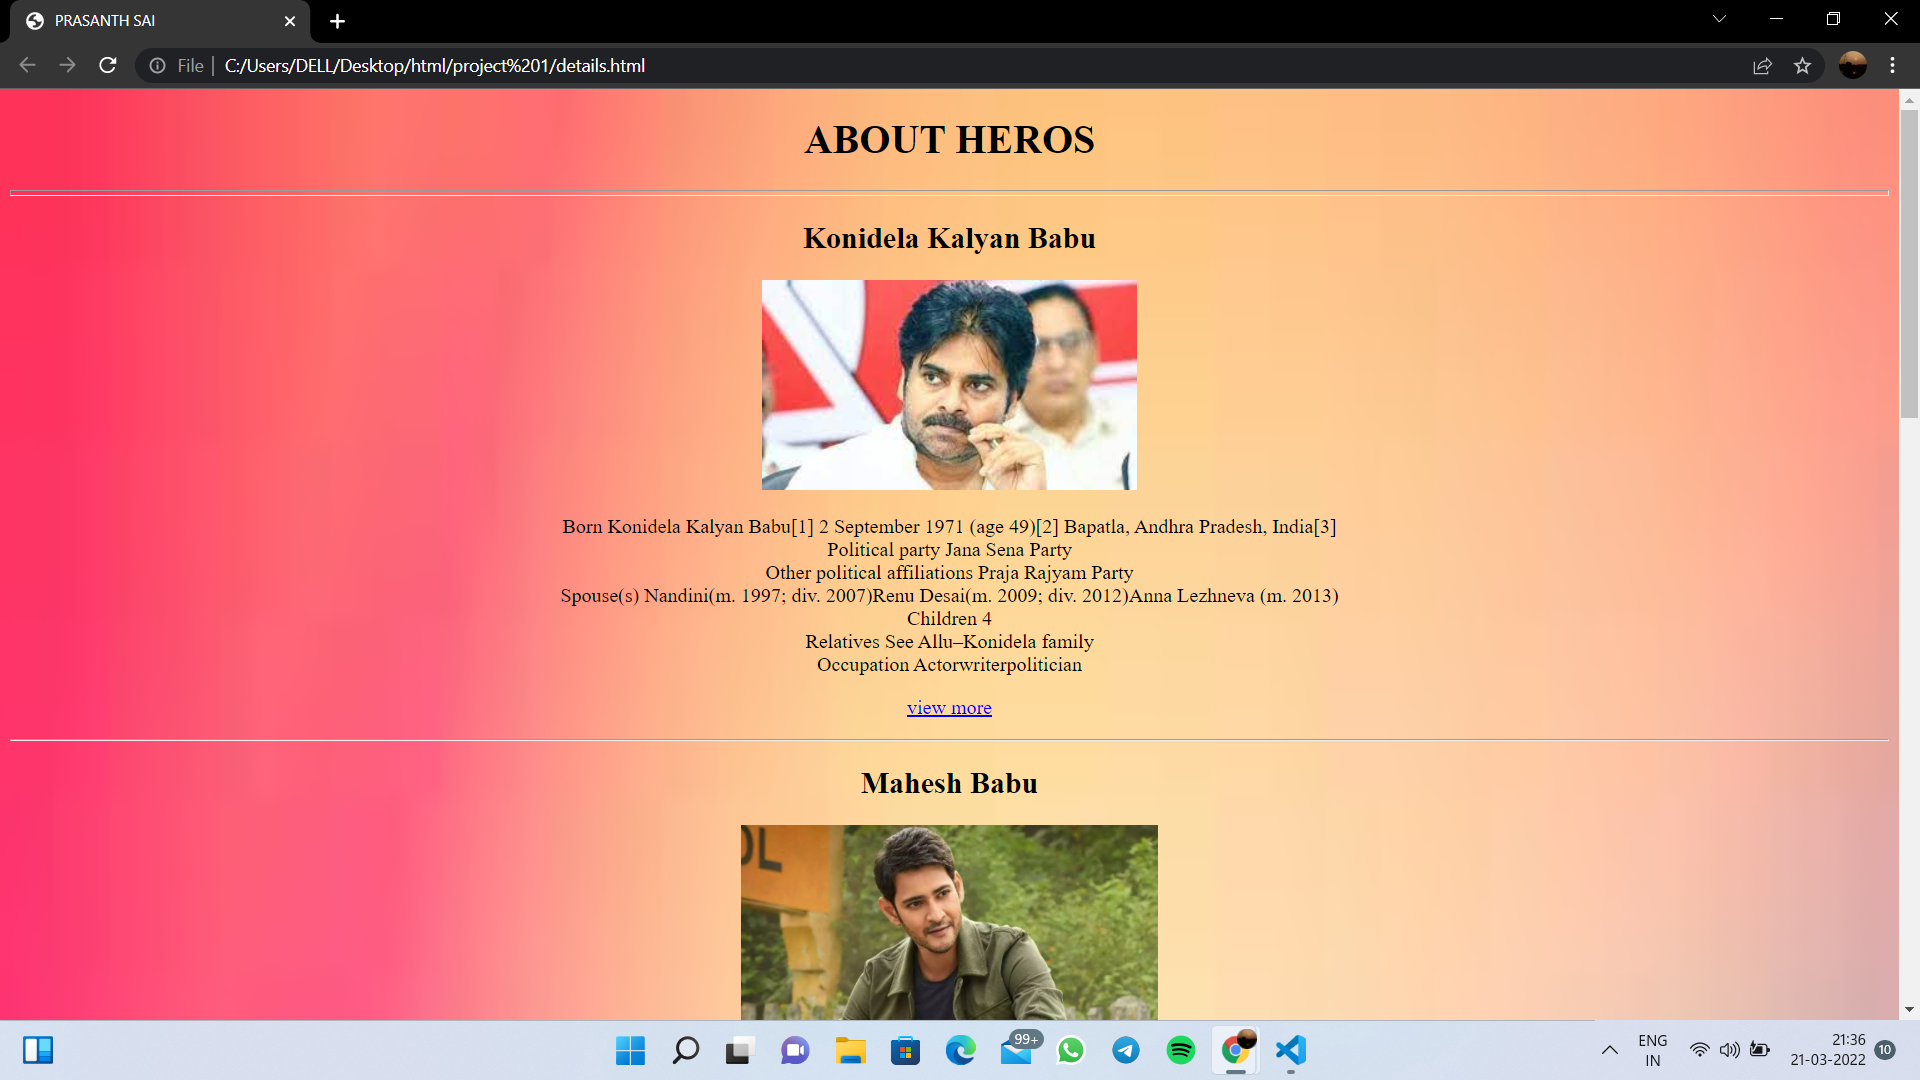 PRASANTH SAI
File
C:/Users/DELL/Desktop/html/project%201/details.html
ABOUT HEROS
Konidela Kalyan Babu
Born Konidela Kalyan Babu[1] 2 September 1971 (age 49)[2] Bapatla, Andhra Pradesh, India[3]
Political party Jana Sena Party
Other political affiliations Praja Rajyam Party
Spouse(s) Nandini(m. 1997; div. 2007)Renu Desai(m. 2009; div. 2012)Anna Lezhneva (m. 2013)
Children 4
Relatives See Allu–Konidela family
Occupation Actorwriterpolitician
view more
Mahesh Babu
OL
99+
ENG
IN
21:36
21-03-2022
10